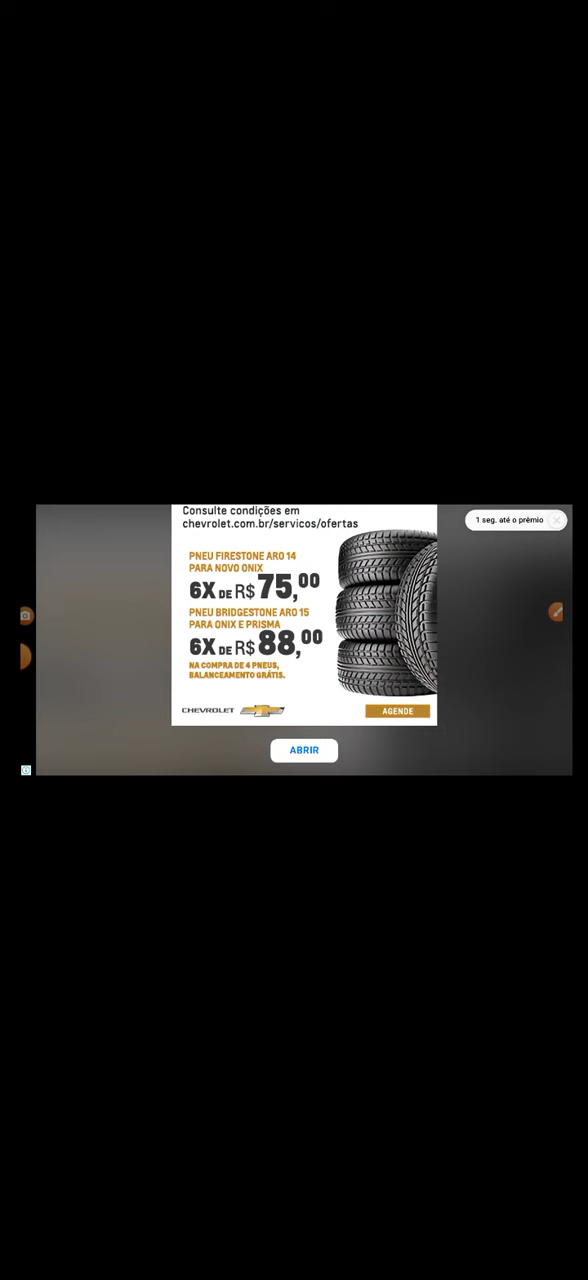 Consulte condições em
chevrolet.com.br/servicos/ofertas
1 seg. até o prêmio
PNEU FIRESTONE ARO 14
PARA NOVO ONIX
6X DE R$ 75,00
PNEU BRIDGESTONE ARO 15
PARA ONIX E PRISMA
6X DE R$ 88,00
NA COMPRA DE 4 PNEUS,
BALANCEAMENTO GRÁTIS.
CHEVROLET
AGENDE
ABRIR